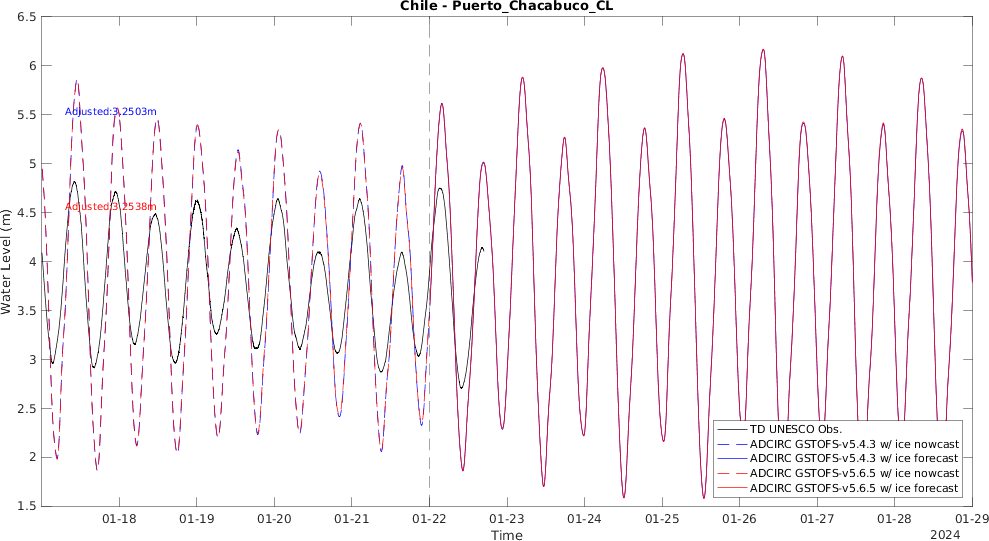 Chile - Puerto_Chacabuco_CL
6.5
6
5.5
5
4.5
4
3.5
3
2.5
2
1.5
Water Level (m)
Adjusted:3.2503m
Adjusted:3.2538m
TD UNESCO Obs.
ADCIRC GSTOFS-v5.4.3 w/ ice nowcast
ADCIRC GSTOFS-v5.4.3 w/ ice forecast
ADCIRC GSTOFS-v5.6.5 w/ ice nowcast
ADCIRC GSTOFS-v5.6.5 w/ ice forecast
01-18 01-19 01-20 01-21 01-22 01-23 01-24 01-25 01-26 01-27 01-28 01-29
Time
2024